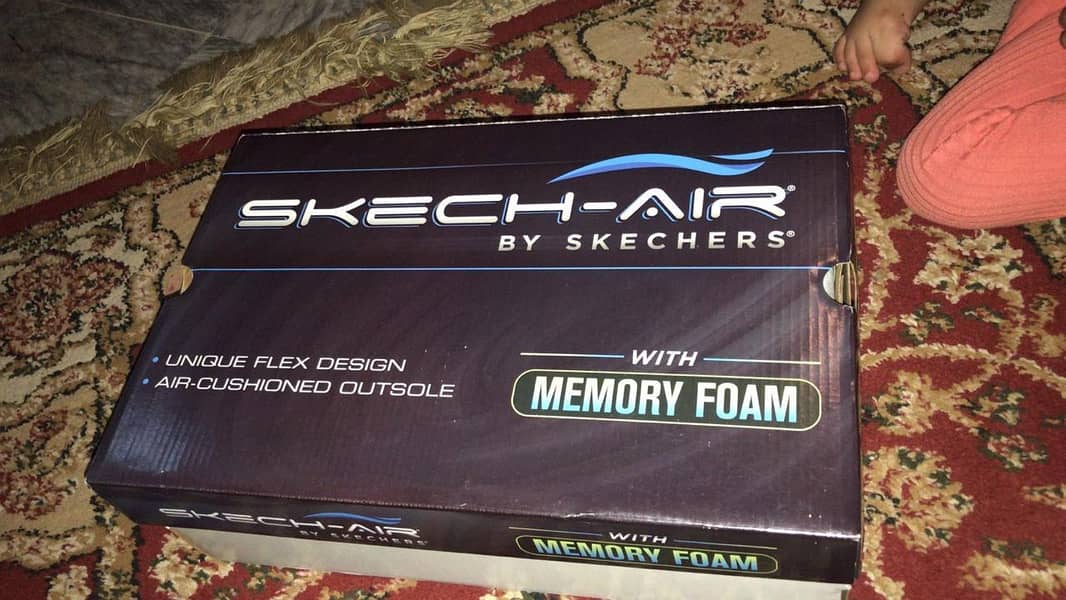 SKECH-AIR®
BY SKECHERS®
• UNIQUE FLEX DESIGN
• AIR-CUSHIONED OUTSOLE
WITH
MEMORY FOAM
SKECH-AIR
BY SKECHERS®
WITH
MEMORY FOAM